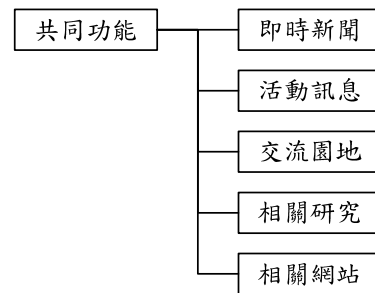 共同功能
即時新聞
活動訊息
交流園地
相關研究
相關網站